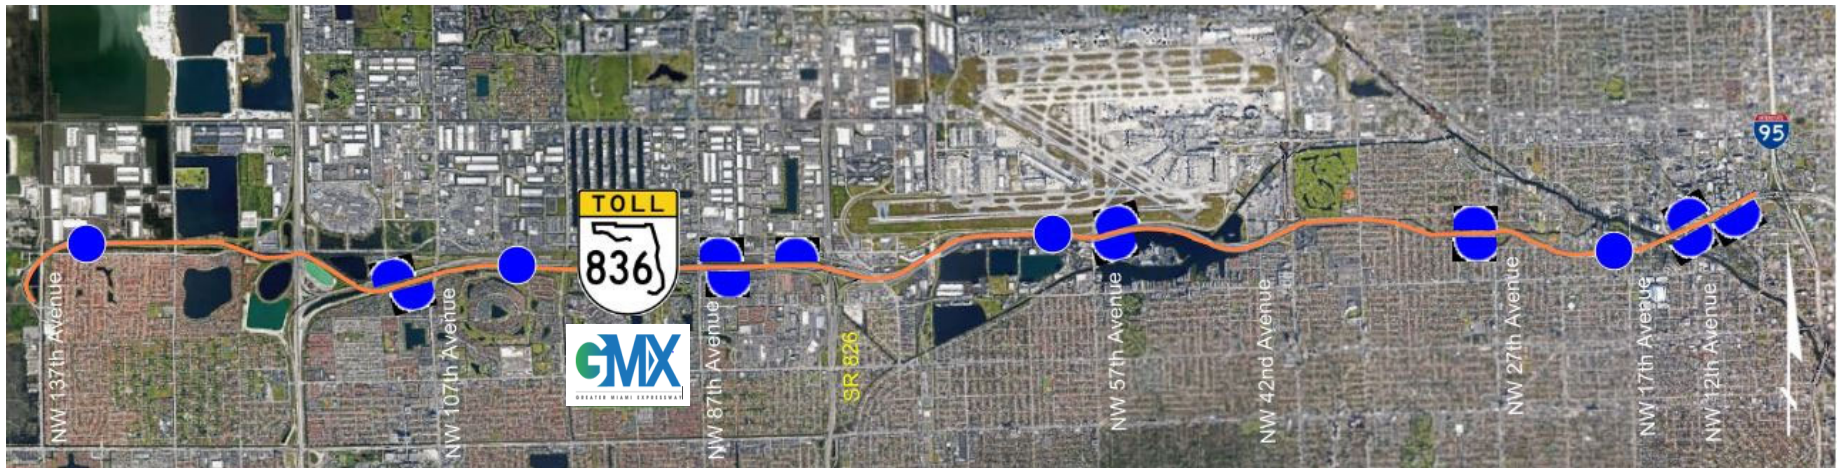 TOLL
836
INTERSTATE
95
GMX
GREATER MIAMI EXPRESSWAY
NW 137th Avenue
NW 107th Avenue
NW 87th Avenue
SR 826
NW 57th Avenue
NW 42nd Avenue
NW 27th Avenue
NW 17th Avenue
NW 12th Avenue